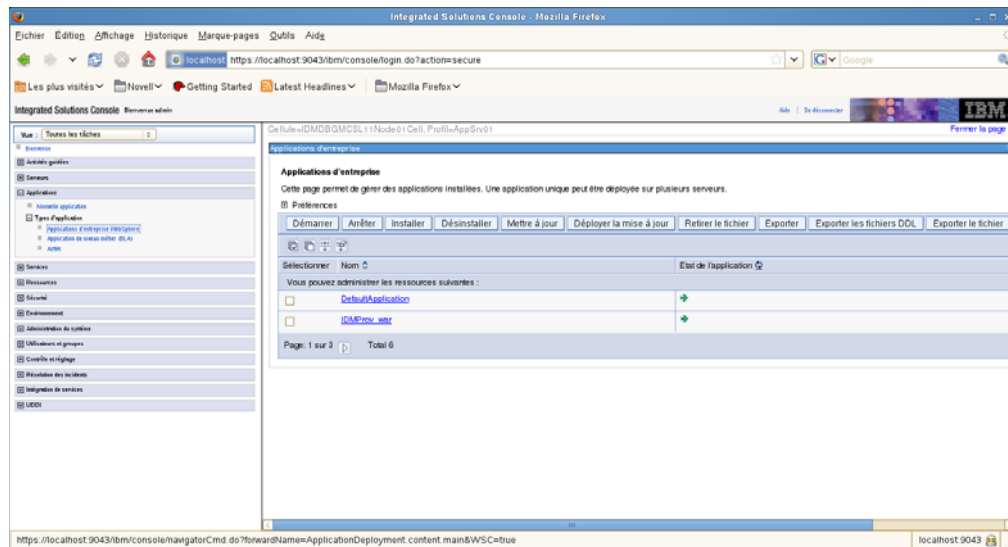 Integrated Solutions Console - Mozilla Firefox
Fichier Édition Affichage Historique Marque-pages Outils Aide
localhost https://localhost:9043/ibm/console/login.do?action=secure Google
Les plus visités Novell Getting Started Latest Headlines Mozilla Firefox
Integrated Solutions Console Bienvenue admin Aide | Se déconnecter IBM
Vue : Toutes les tâches
Cellule=IDMDBGMCSL11Node01Cell, Profil=AppSrv01 Fermer la page
Bienvenue
Activités guidées
Serveurs
Applications
Nouvelle application
Types d'application
Applications d'entreprise WebSphere
Application de niveau métier (BLA)
Actifs
Services
Ressources
Sécurité
Environnement
Administration du système
Utilisateurs et groupes
Contrôle et réglage
Résolution des incidents
Intégration de services
UDDI
Applications d'entreprise
Applications d'entreprise
Cette page permet de gérer des applications installées. Une application unique peut être déployée sur plusieurs serveurs.
Préférences
Démarrer Arrêter Installer Désinstaller Mettre à jour Déployer la mise à jour Retirer le fichier Exporter Exporter les fichiers DDL Exporter le fichier
Sélectionner Nom Etat de l'application
Vous pouvez administrer les ressources suivantes :
DefaultApplication
IDMProv_war
Page: 1 sur 3 Total 6
https://localhost:9043/ibm/console/navigatorCmd.do?forwardName=ApplicationDeployment.content.main&WSC=true localhost:9043